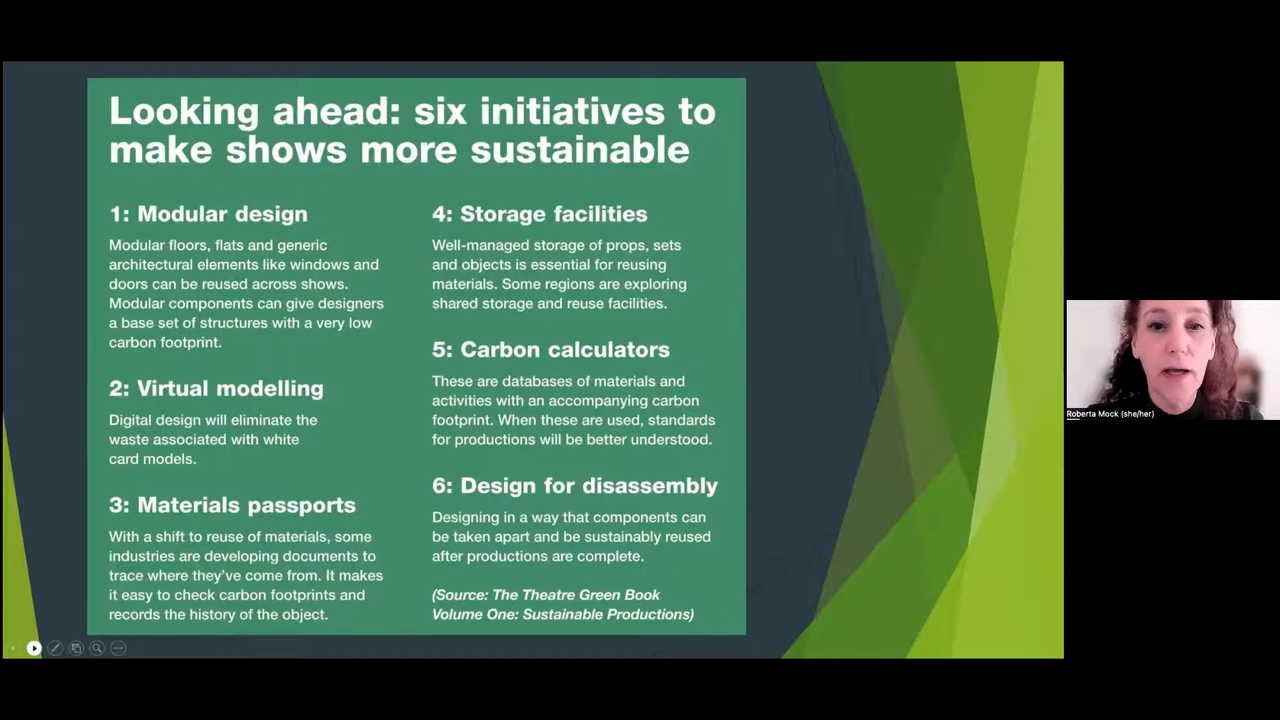 Looking ahead: six initiatives to
make shows more sustainable
1: Modular design
Modular floors, flats and generic
architectural elements like windows and
doors can be reused across shows.
Modular components can give designers
a base set of structures with a very low
carbon footprint.
2: Virtual modelling
Digital design will eliminate the
waste associated with white
card models.
3: Materials passports
With a shift to reuse of materials, some
industries are developing documents to
trace where they've come from. It makes
it easy to check carbon footprints and
records the history of the object.
4: Storage facilities
Well-managed storage of props, sets
and objects is essential for reusing
materials. Some regions are exploring
shared storage and reuse facilities.
5: Carbon calculators
These are databases of materials and
activities with an accompanying carbon
footprint. When these are used, standards
for productions will be better understood.
6: Design for disassembly
Designing in a way that components can
be taken apart and be sustainably reused
after productions are complete.
(Source: The Theatre Green Book
Volume One: Sustainable Productions)
Roberta Mock (she/her)